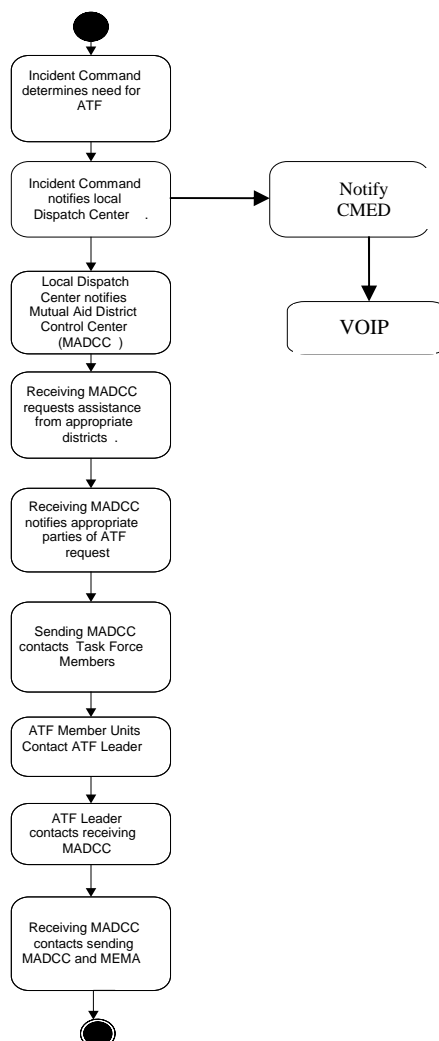 Incident Command
determines need for
ATF
Incident Command
notifies local
Dispatch Center .
Notify
CMED
VOIP
Local Dispatch
Center notifies
Mutual Aid District
Control Center
(MADCC )
Receiving MADCC
requests assistance
from appropriate
districts .
Receiving MADCC
notifies appropriate
parties of ATF
request
Sending MADCC
contacts Task Force
Members
ATF Member Units
Contact ATF Leader
ATF Leader
contacts receiving
MADCC
Receiving MADCC
contacts sending
MADCC and MEMA